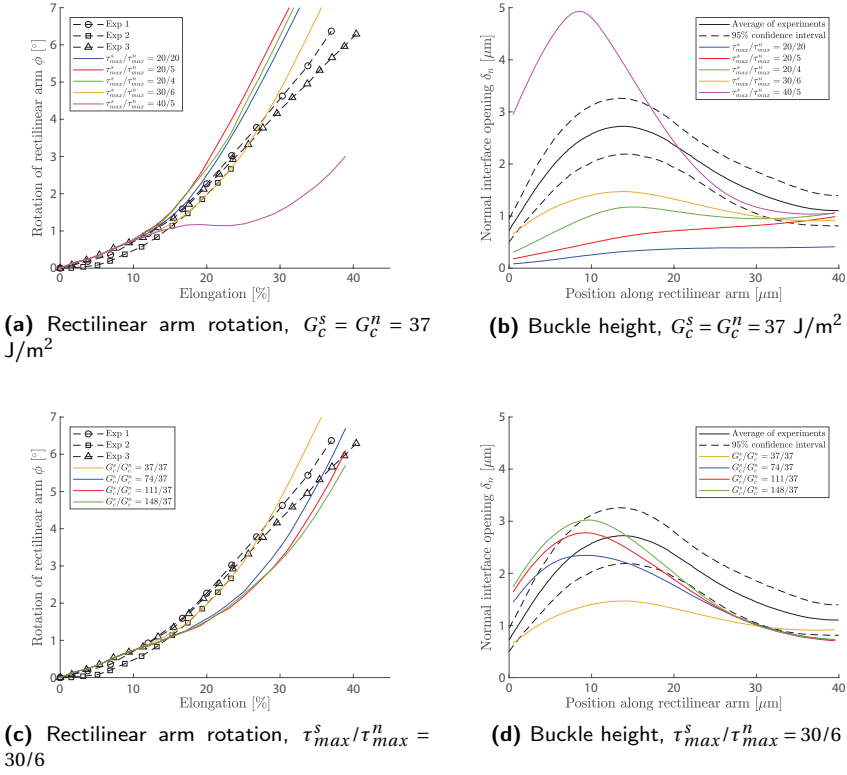 7
6
5
4
3
2
1
0
Rotation of rectilinear arm ϕ [°]
Exp 1
Exp 2
Exp 3
τ^s_max/τ^n_max = 20/20
τ^s_max/τ^n_max = 20/5
τ^s_max/τ^n_max = 20/4
τ^s_max/τ^n_max = 30/6
τ^s_max/τ^n_max = 40/5
0 10 20 30 40
Elongation [%]
(a) Rectilinear arm rotation, G^s_c = G^n_c = 37
J/m²
5
4
3
2
1
0
Normal interface opening δ_n [μm]
Average of experiments
95% confidence interval
τ^s_max/τ^n_max = 20/20
τ^s_max/τ^n_max = 20/5
τ^s_max/τ^n_max = 20/4
τ^s_max/τ^n_max = 30/6
τ^s_max/τ^n_max = 40/5
0 10 20 30 40
Position along rectilinear arm [μm]
(b) Buckle height, G^s_c = G^n_c = 37 J/m²
7
6
5
4
3
2
1
0
Rotation of rectilinear arm ϕ [°]
Exp 1
Exp 2
Exp 3
G^s_c/G^n_c = 37/37
G^s_c/G^n_c = 74/37
G^s_c/G^n_c = 111/37
G^s_c/G^n_c = 148/37
0 10 20 30 40
Elongation [%]
(c) Rectilinear arm rotation, τ^s_max/τ^n_max =
30/6
5
4
3
2
1
0
Normal interface opening δ_n [μm]
Average of experiments
95% confidence interval
G^s_c/G^n_c = 37/37
G^s_c/G^n_c = 74/37
G^s_c/G^n_c = 111/37
G^s_c/G^n_c = 148/37
0 10 20 30 40
Position along rectilinear arm [μm]
(d) Buckle height, τ^s_max/τ^n_max = 30/6